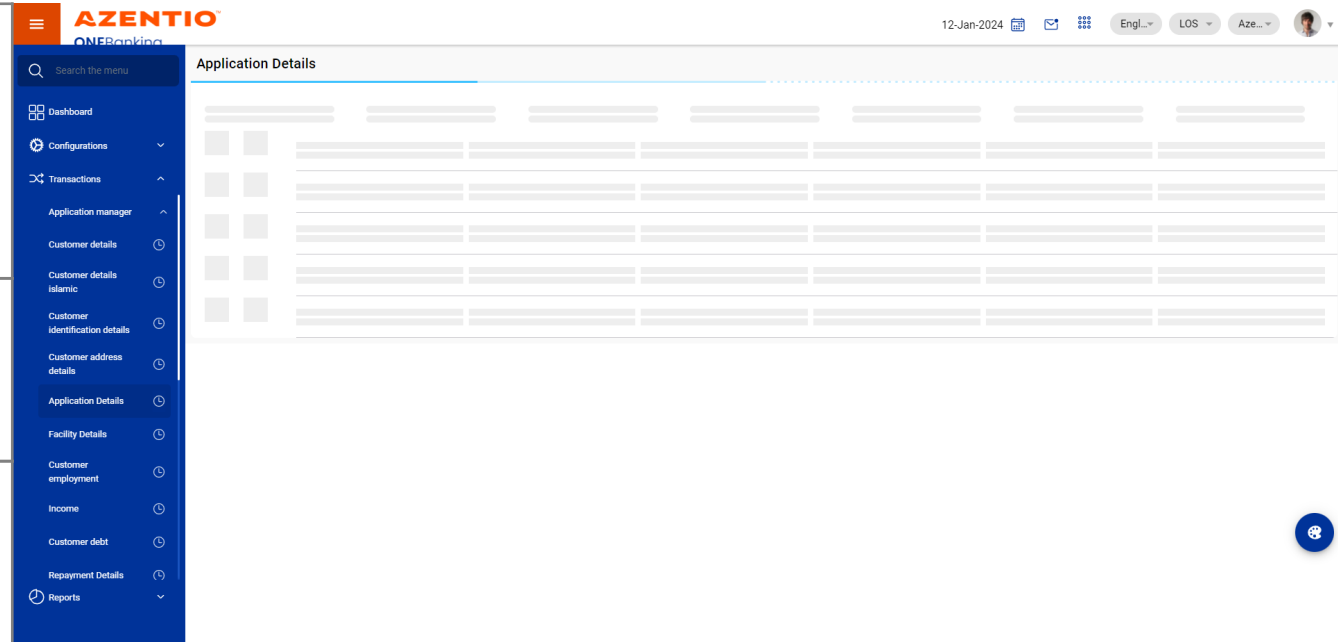 AZENTIO™
ONEBanking
12-Jan-2024
Engl...
LOS
Aze...
Search the menu
Application Details
Dashboard
Configurations
Transactions
Application manager
Customer details
Customer details
islamic
Customer
identification details
Customer address
details
Application Details
Facility Details
Customer
employment
Income
Customer debt
Repayment Details
Reports